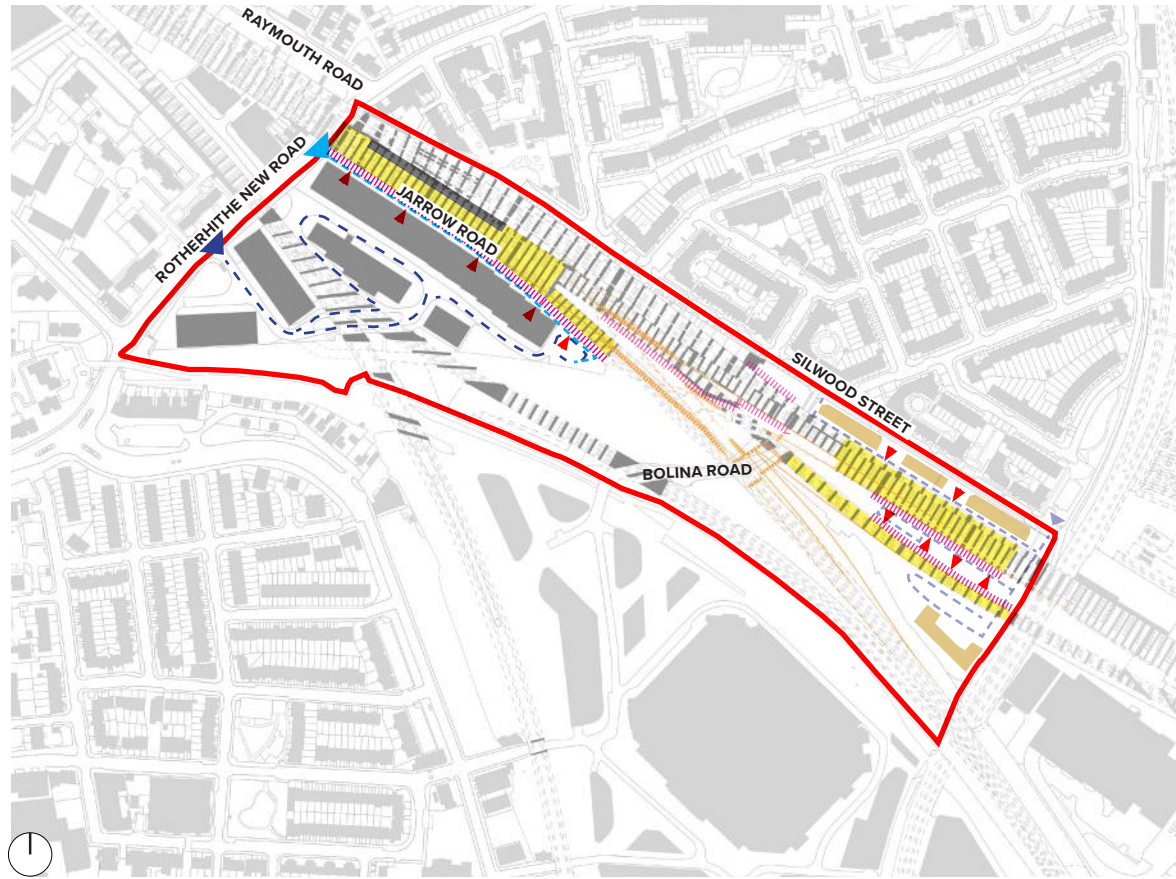 RAYMOUTH ROAD
ROTHERHITHE NEW ROAD
JARROW ROAD
SILWOOD STREET
BOLINA ROAD